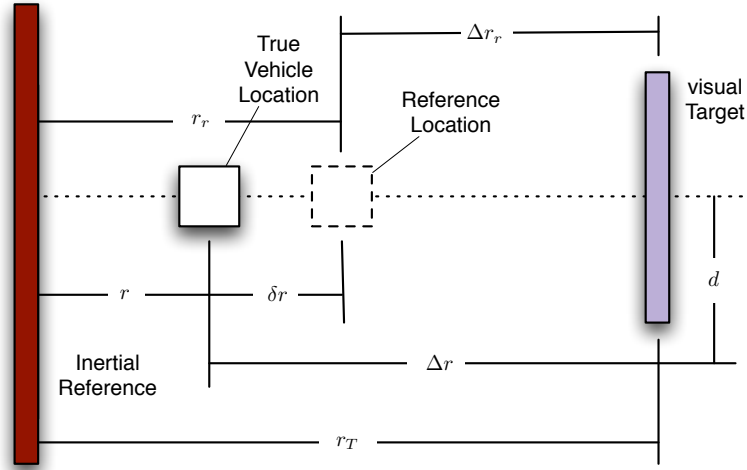 Δr_r
True
Vehicle
Location
visual
Target
Reference
Location
r_r
d
r
δr
Inertial
Reference
Δr
r_T